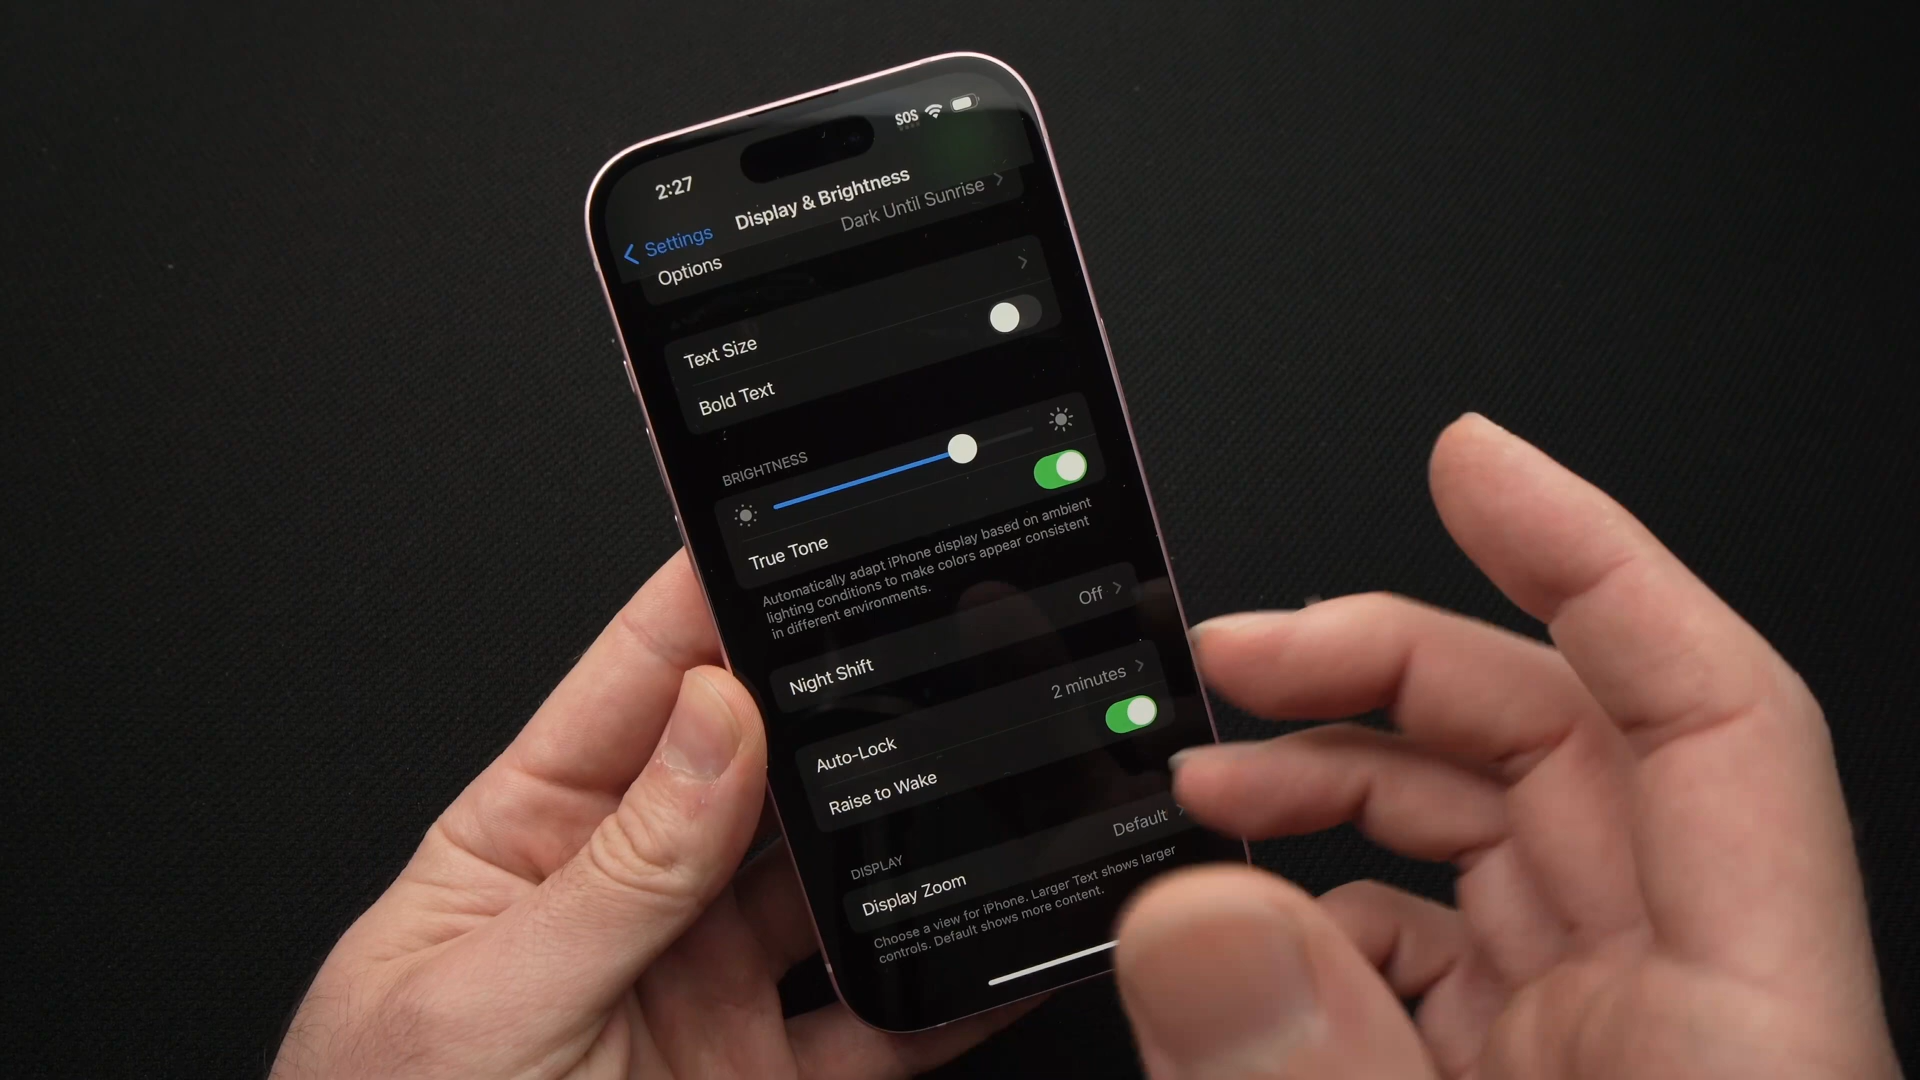 2:27
SOS
Settings
Display & Brightness
Options
Dark Until Sunrise
Text Size
Bold Text
BRIGHTNESS
True Tone
Automatically adapt iPhone display based on ambient
lighting conditions to make colors appear consistent
in different environments.
Night Shift
Off
Auto-Lock
2 minutes
Raise to Wake
DISPLAY
Display Zoom
Default
Choose a view for iPhone. Larger Text shows larger
controls. Default shows more content.